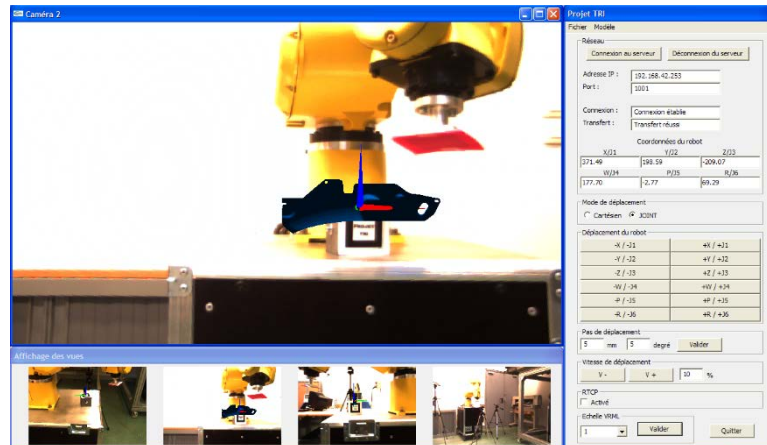 Caméra 2
Projet TRI
Fichier Modèle
Réseau
Connexion au serveur
Déconnexion du serveur
Adresse IP : 192.168.42.253
Port : 1001
Connexion : Connexion établie
Transfert : Transfert réussi
Coordonnées du robot
X/J1 Y/J2 Z/J3
371.49 198.59 -209.07
W/J4 P/J5 R/J6
177.70 -2.77 69.29
Mode de déplacement
Cartésien JOINT
Déplacement du robot
-X / -J1 +X / +J1
-Y / -J2 +Y / +J2
-Z / -J3 +Z / +J3
-W / -J4 +W / +J4
-P / -J5 +P / +J5
-R / -J6 +R / +J6
Pas de déplacement
5 mm 5 degré Valider
Vitesse de déplacement
V - V + 10 %
RTCP
Activé
Echelle VRML
1 Valider Quitter
PROJET
TRI
Affichage des vues